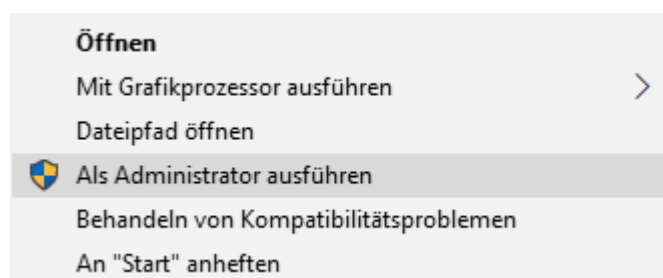 Öffnen
Mit Grafikprozessor ausführen
Dateipfad öffnen
Als Administrator ausführen
Behandeln von Kompatibilitätsproblemen
An "Start" anheften